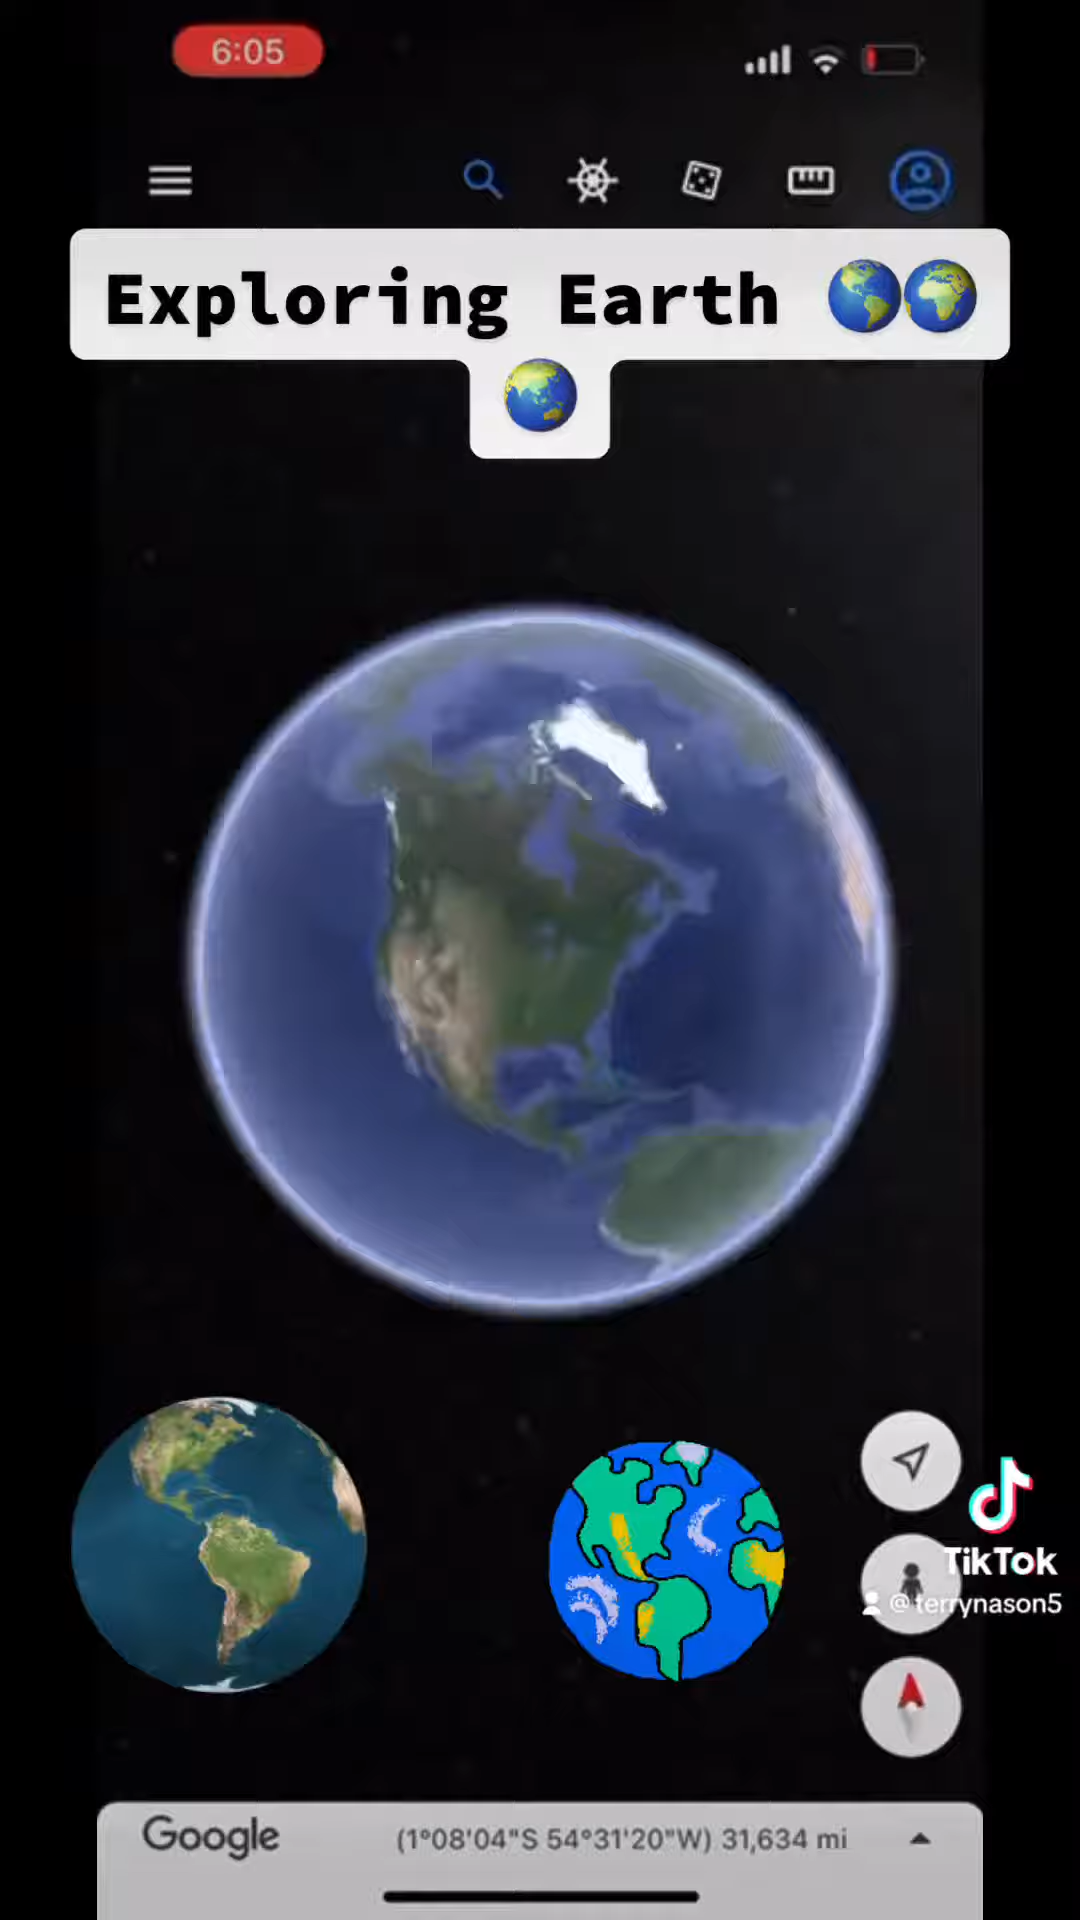 6:05
Exploring Earth 🌎🌍
🌏
TikTok
@terrynason5
Google
(1°08'04"S 54°31'20"W) 31,634 mi